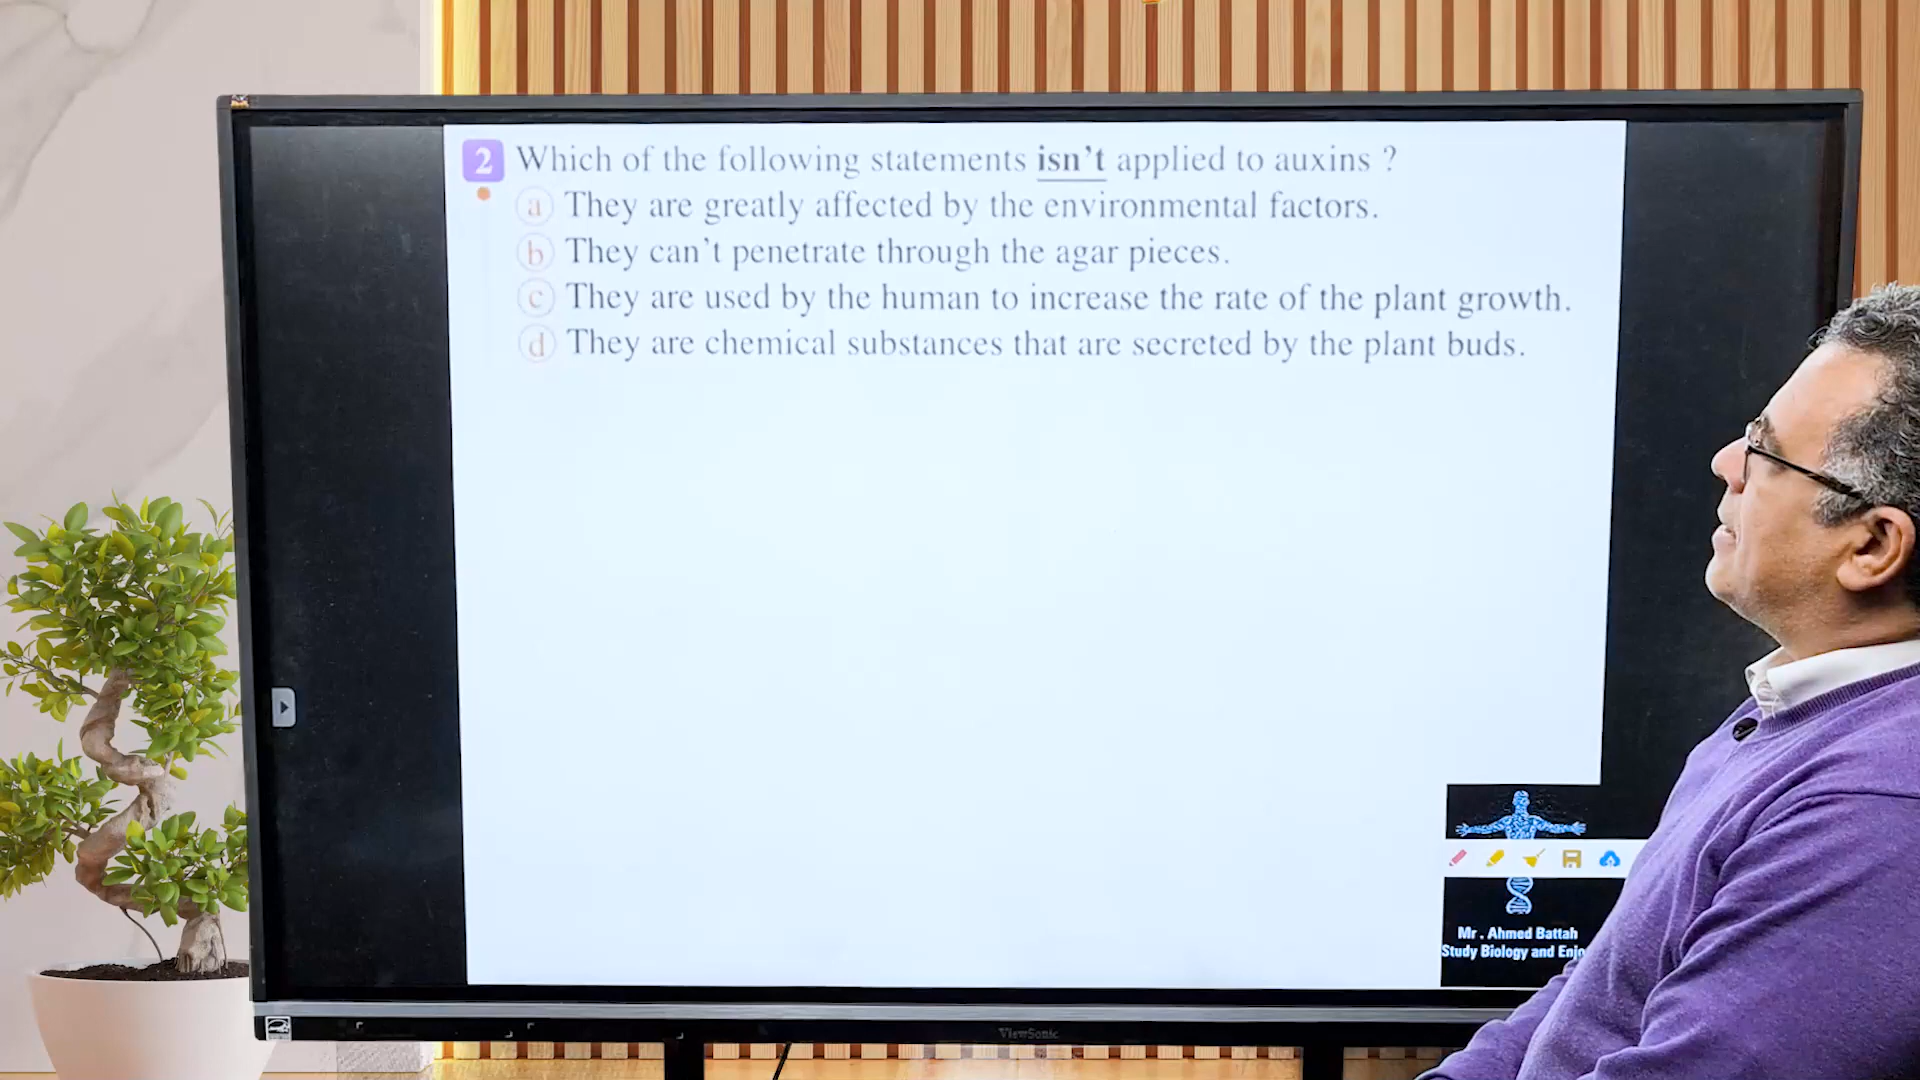 2 Which of the following statements isn't applied to auxins ?
a They are greatly affected by the environmental factors.
b They can't penetrate through the agar pieces.
c They are used by the human to increase the rate of the plant growth.
d They are chemical substances that are secreted by the plant buds.
Mr . Ahmed Battah
Study Biology and Enjo
ViewSonic